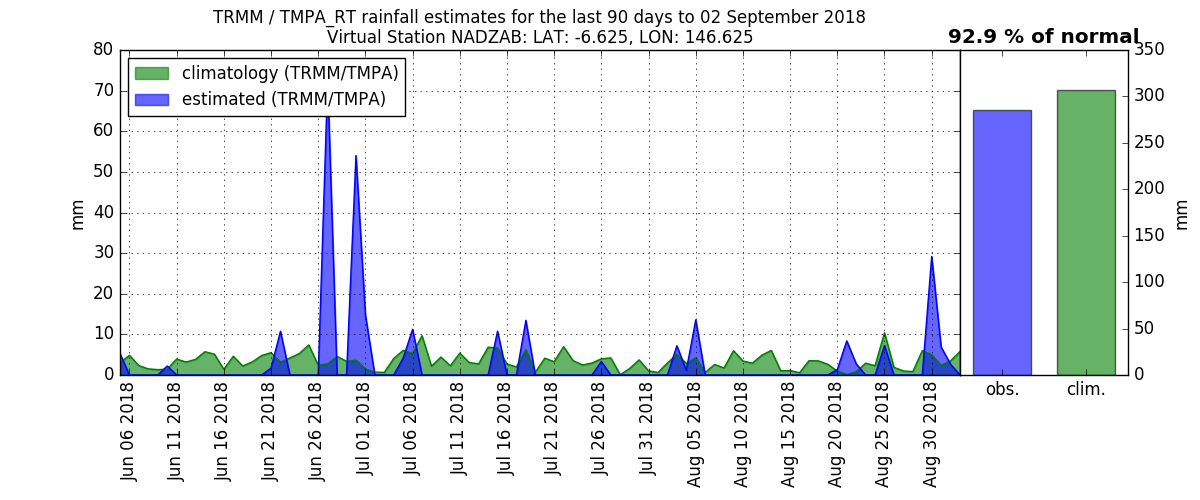 TRMM / TMPA_RT rainfall estimates for the last 90 days to 02 September 2018
Virtual Station NADZAB: LAT: -6.625, LON: 146.625
92.9 % of normal
climatology (TRMM/TMPA)
estimated (TRMM/TMPA)
80
70
60
50
40
30
20
10
0
mm
Jun 06 2018
Jun 11 2018
Jun 16 2018
Jun 21 2018
Jun 26 2018
Jul 01 2018
Jul 06 2018
Jul 11 2018
Jul 16 2018
Jul 21 2018
Jul 26 2018
Jul 31 2018
Aug 05 2018
Aug 10 2018
Aug 15 2018
Aug 20 2018
Aug 25 2018
Aug 30 2018
350
300
250
200
150
100
50
0
mm
obs.
clim.